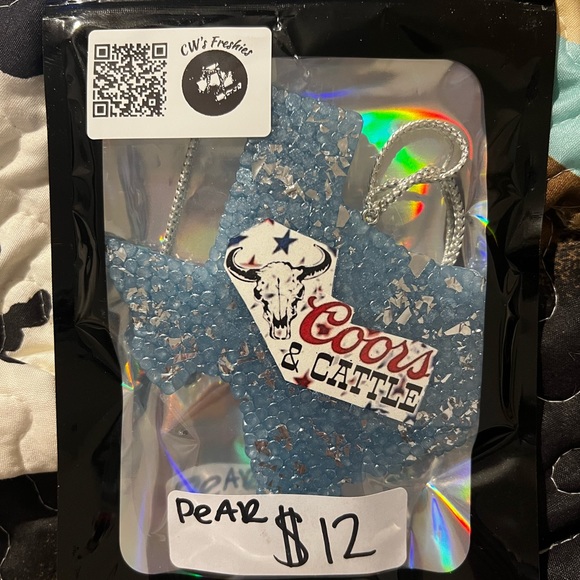 CW's Freshies
Coors
& CATTLE
PeAR $12